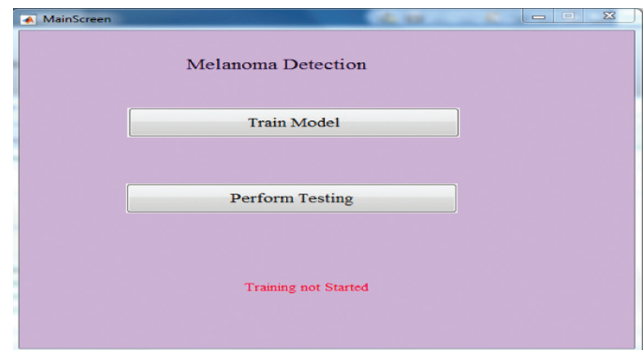 MainScreen
Melanoma Detection
Train Model
Perform Testing
Training not Started